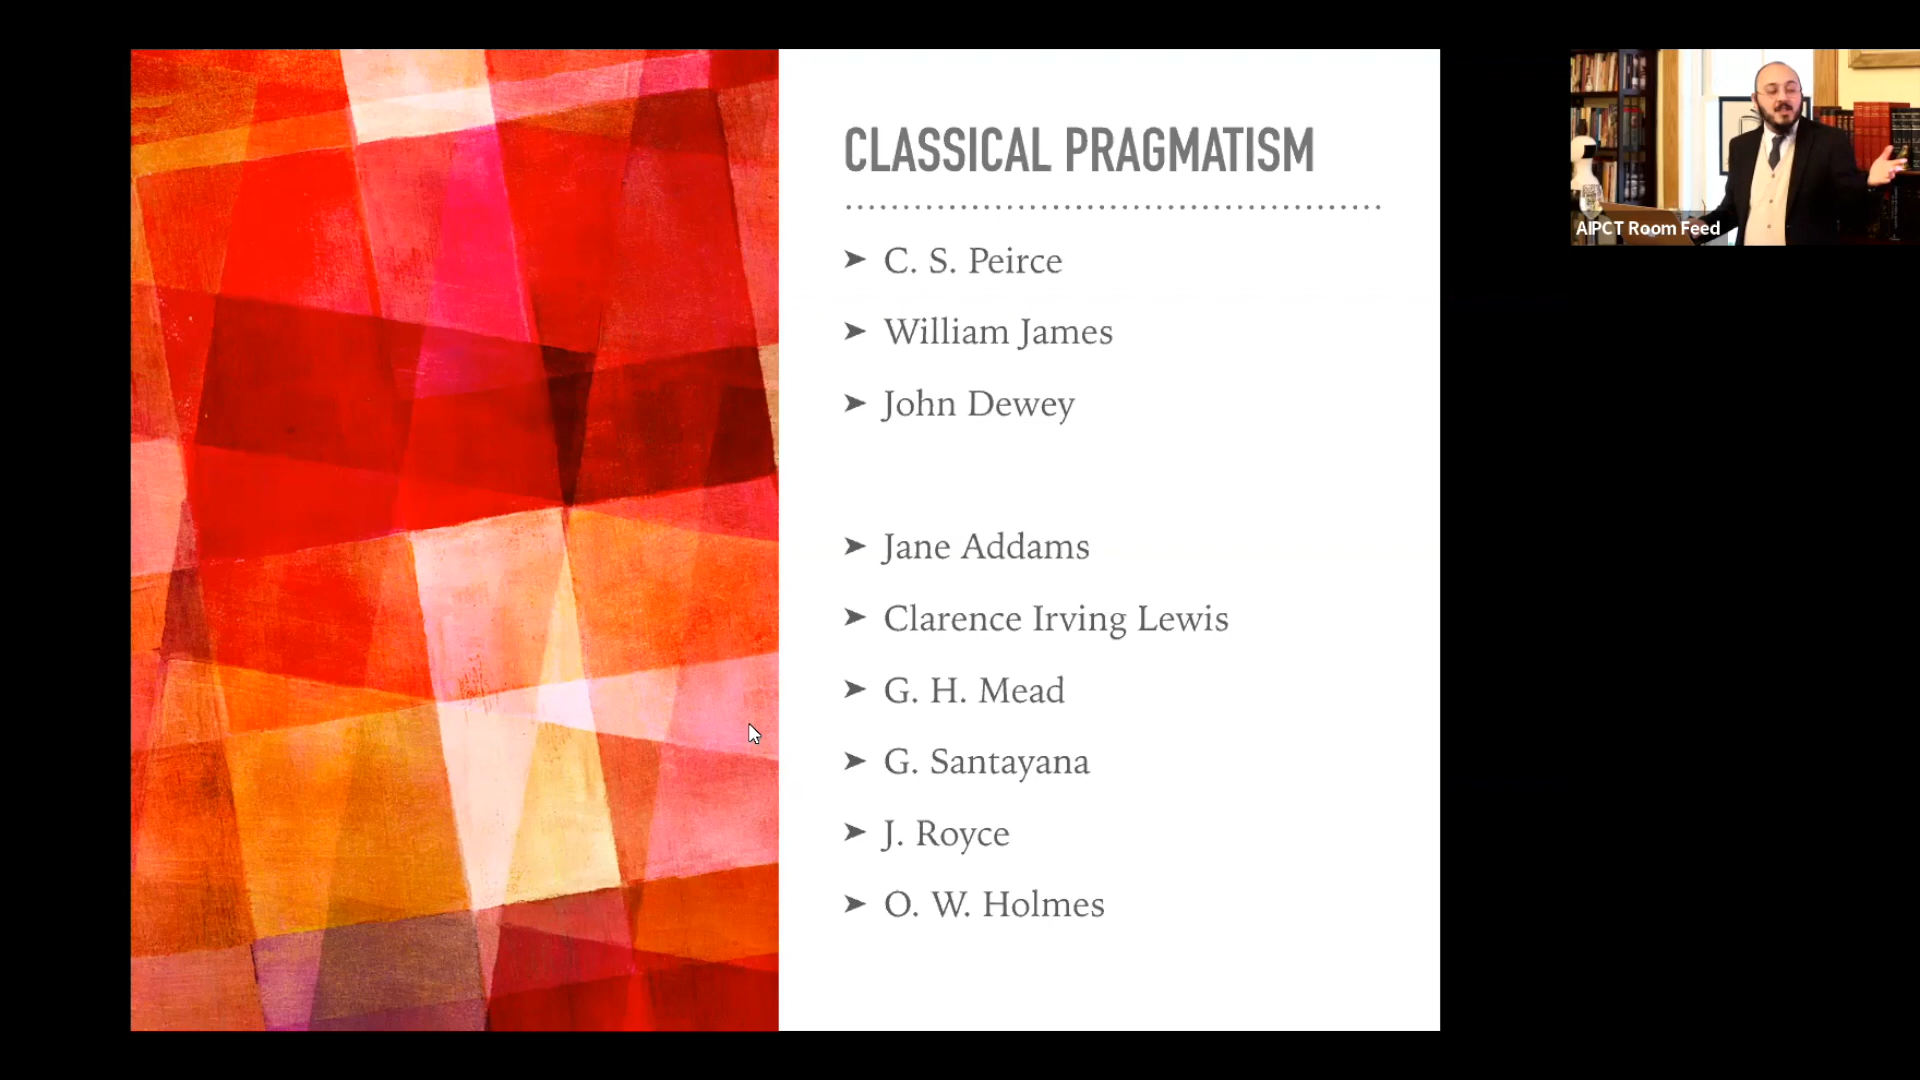 CLASSICAL PRAGMATISM
➤ C. S. Peirce
➤ William James
➤ John Dewey
➤ Jane Addams
➤ Clarence Irving Lewis
➤ G. H. Mead
➤ G. Santayana
➤ J. Royce
➤ O. W. Holmes
AIPCT Room Feed